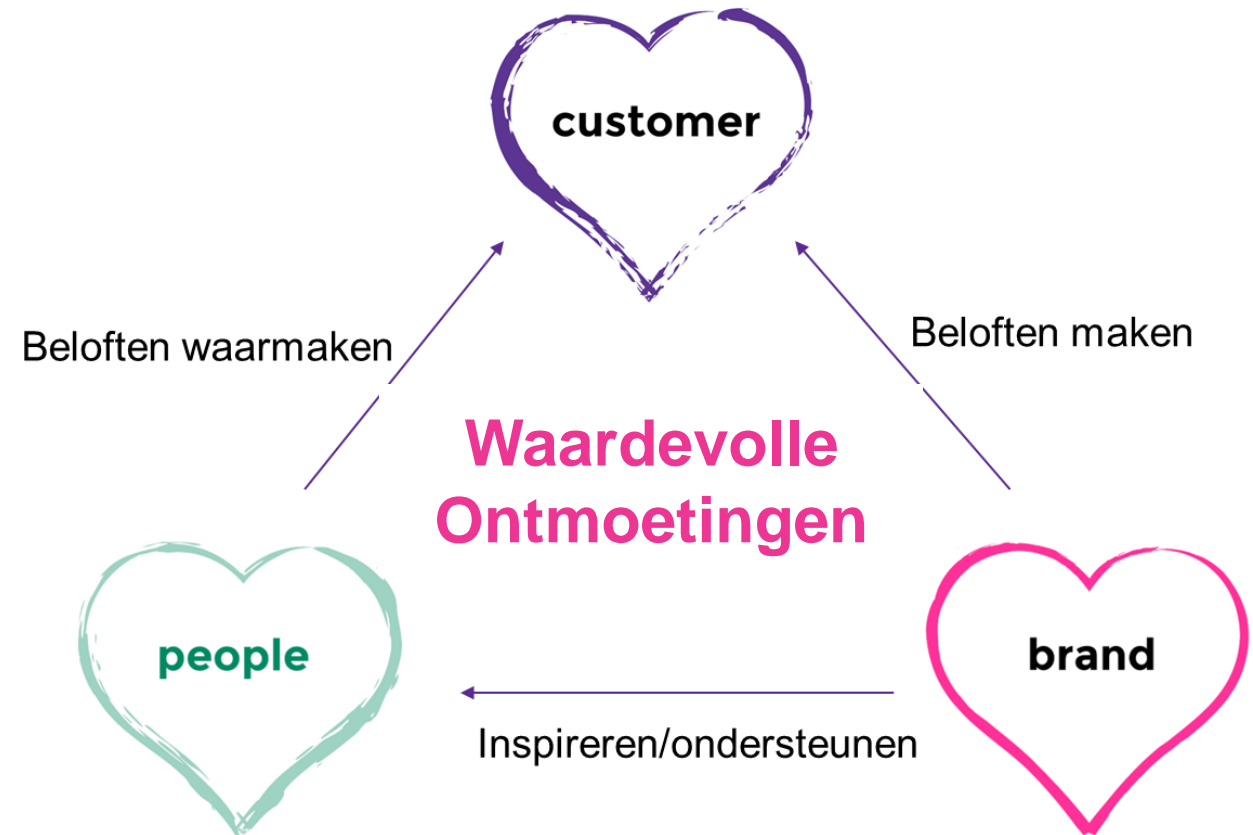 customer
Beloften waarmaken
Beloften maken
Waardevolle
Ontmoetingen
people
brand
Inspireren/ondersteunen